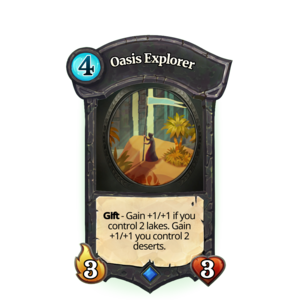 4
Oasis Explorer
Gift - Gain +1/+1 if you
control 2 lakes. Gain
+1/+1 you control 2
deserts.
3
3